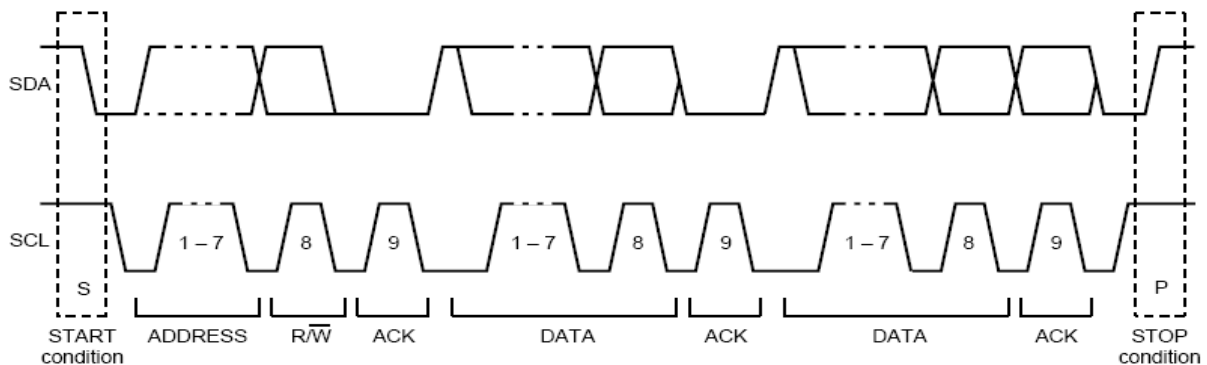 SDA
SCL
1 – 7
8
9
1 – 7
8
9
1 – 7
8
9
S
P
START
condition
ADDRESS
R/W̅
ACK
DATA
ACK
DATA
ACK
STOP
condition